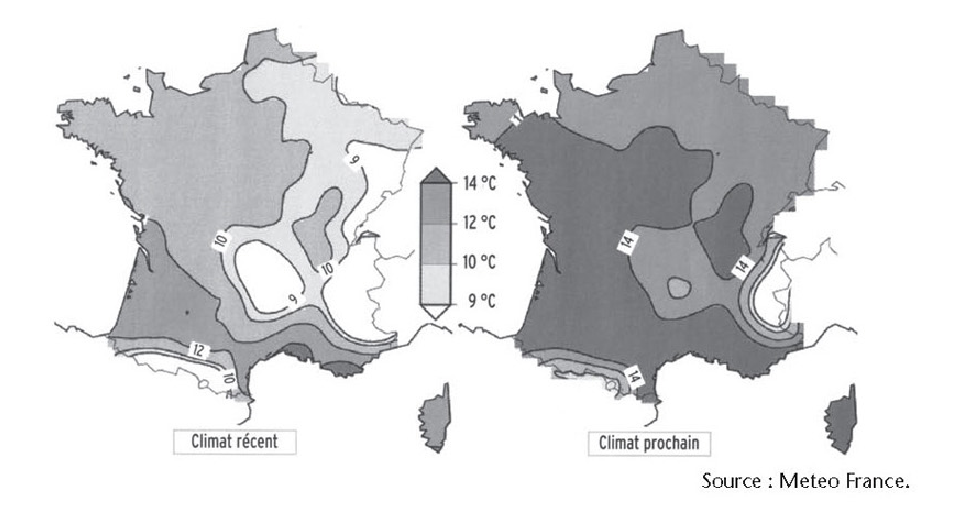 9
10
10
9
12
10
14 °C
12 °C
10 °C
9 °C
14
14
14
Climat récent
Climat prochain
Source : Meteo France.